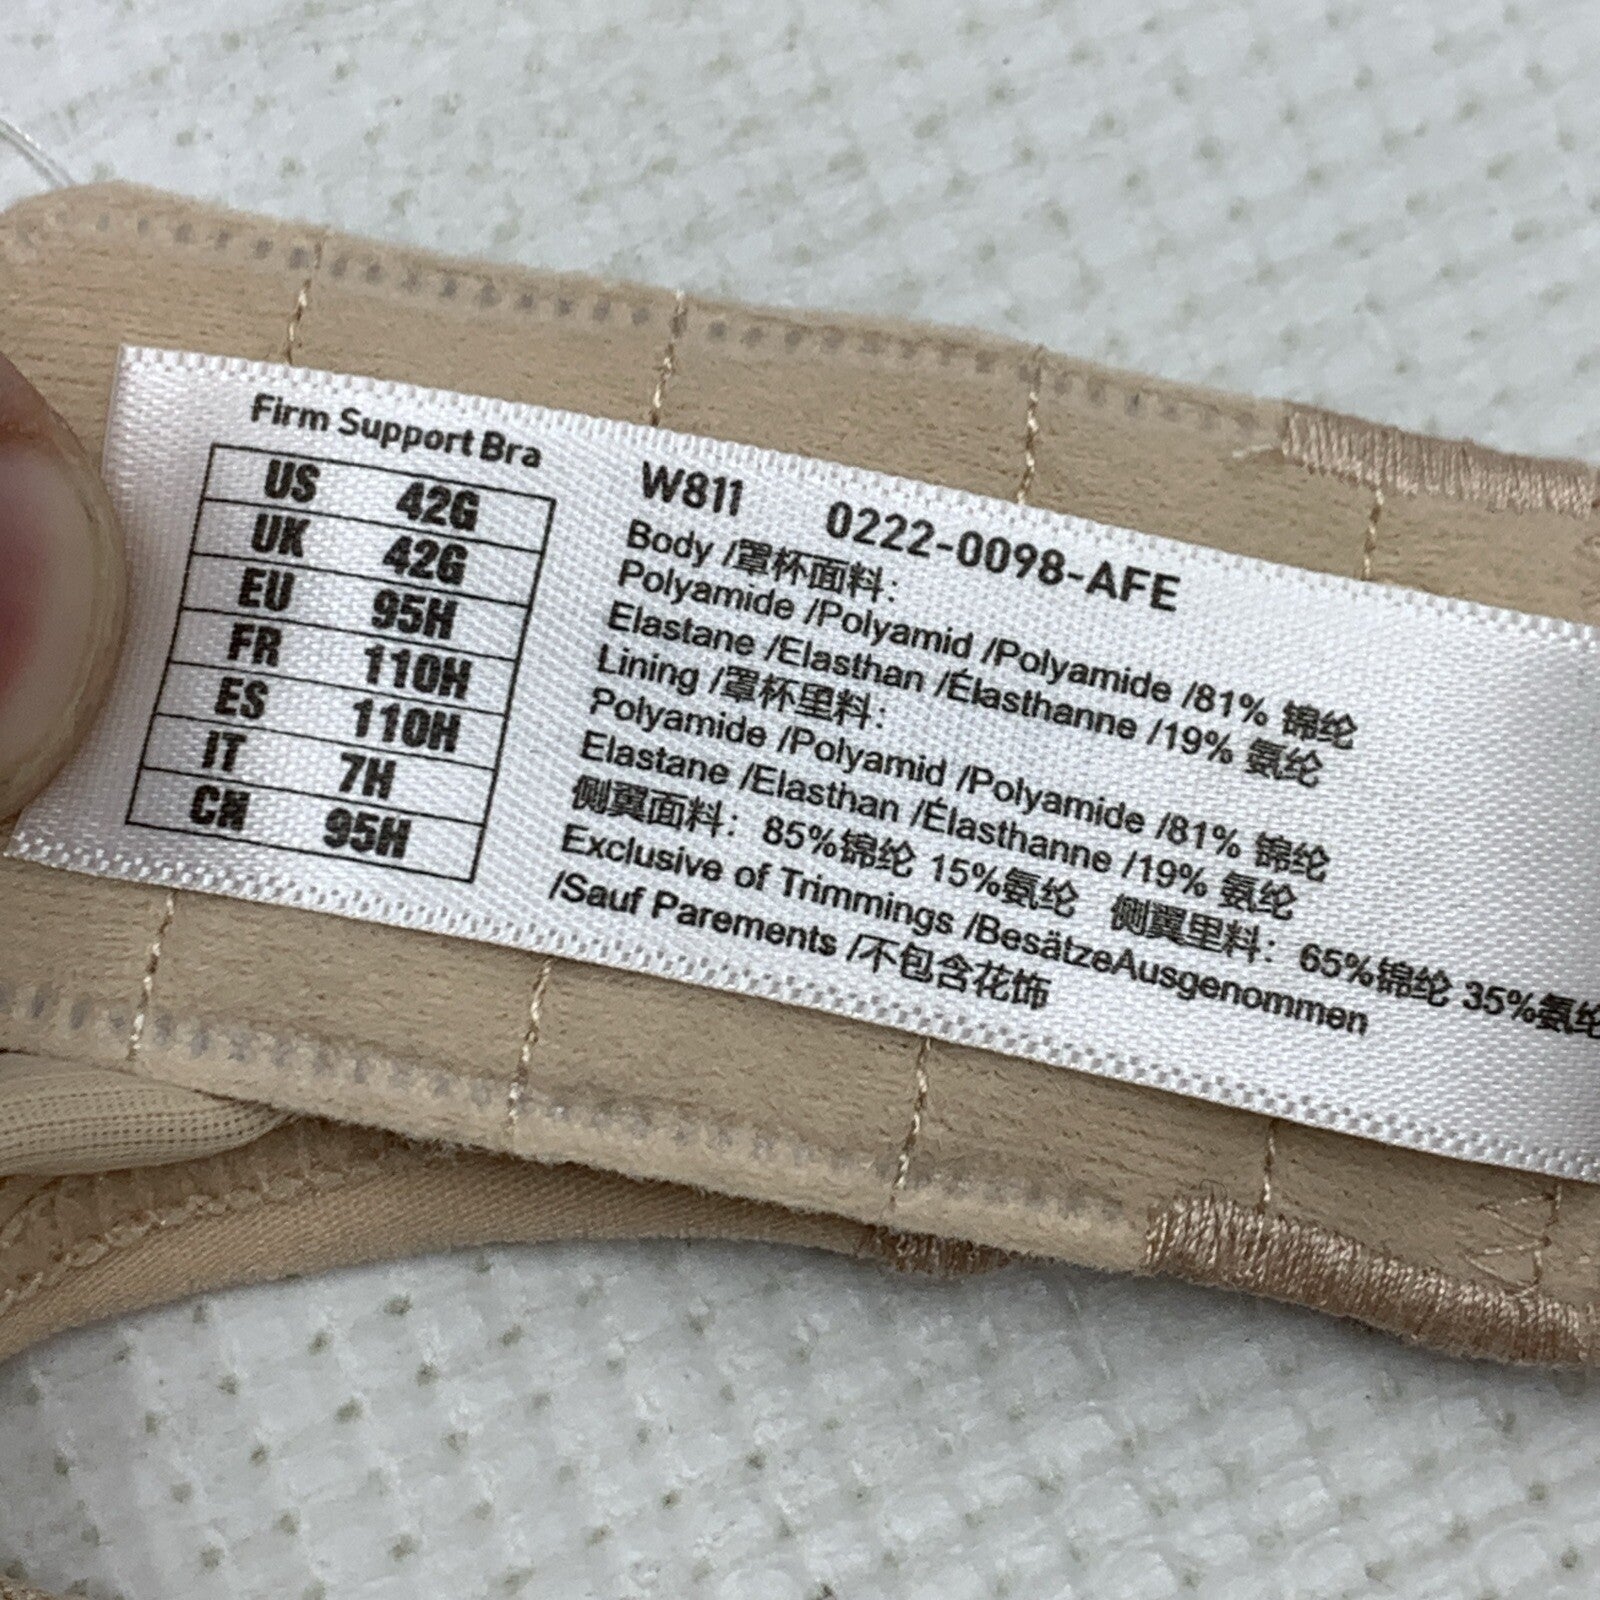 Firm Support Bra
US 42G
UK 42G
EU 95H
FR 110H
ES 110H
IT 7H
CN 95H
W811 0222-0098-AFE
Body /罩杯面料：
Polyamide /Polyamid /Polyamide /81% 锦纶
Elastane /Elasthan /Élasthanne /19% 氨纶
Lining /罩杯里料：
Polyamide /Polyamid /Polyamide /81% 锦纶
Elastane /Elasthan /Élasthanne /19% 氨纶
侧翼面料：85%锦纶 15%氨纶 侧翼里料：65%锦纶 35%氨纶
Exclusive of Trimmings /BesätzeAusgenommen
/Sauf Parements /不包含花饰